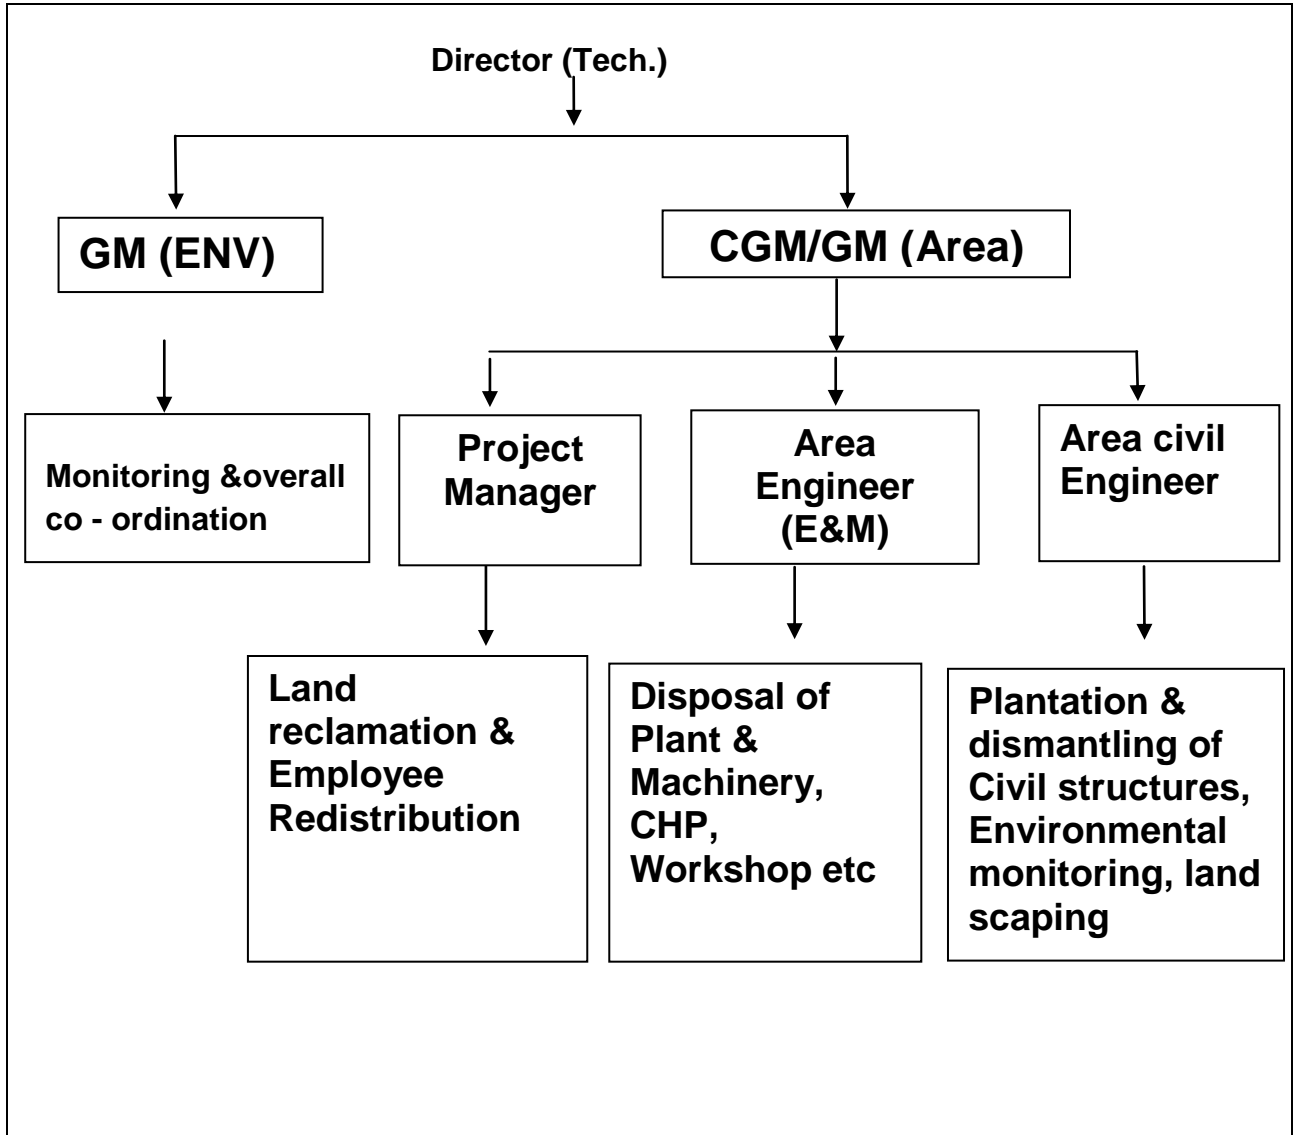 Director (Tech.)
GM (ENV)
CGM/GM (Area)
Monitoring &overall
co - ordination
Project
Manager
Area
Engineer
(E&M)
Area civil
Engineer
Land
reclamation &
Employee
Redistribution
Disposal of
Plant &
Machinery,
CHP,
Workshop etc
Plantation &
dismantling of
Civil structures,
Environmental
monitoring, land
scaping